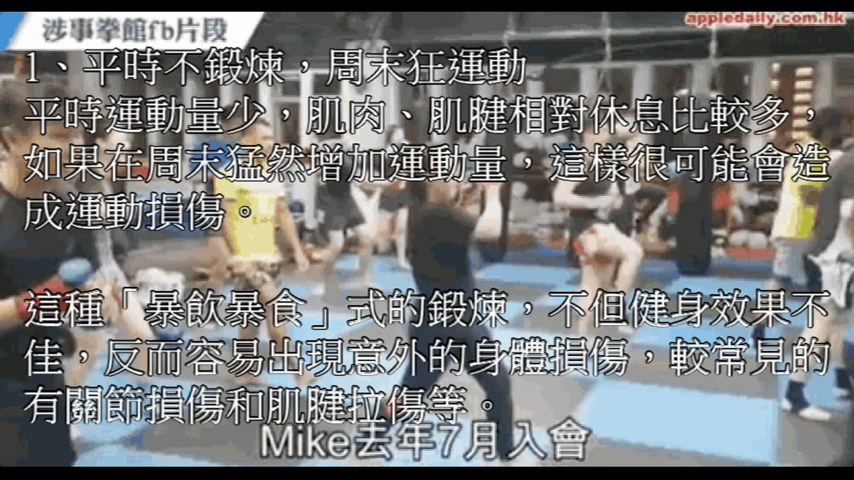 涉事拳館fb片段
appledaily.com.hk
1、平時不鍛煉，周末狂運動
平時運動量少，肌肉、肌腱相對休息比較多，
如果在周末猛然增加運動量，這樣很可能會造
成運動損傷。
這種「暴飲暴食」式的鍛煉，不但健身效果不
佳，反而容易出現意外的身體損傷，較常見的
有關節損傷和肌腱拉傷等。
Mike去年7月入會